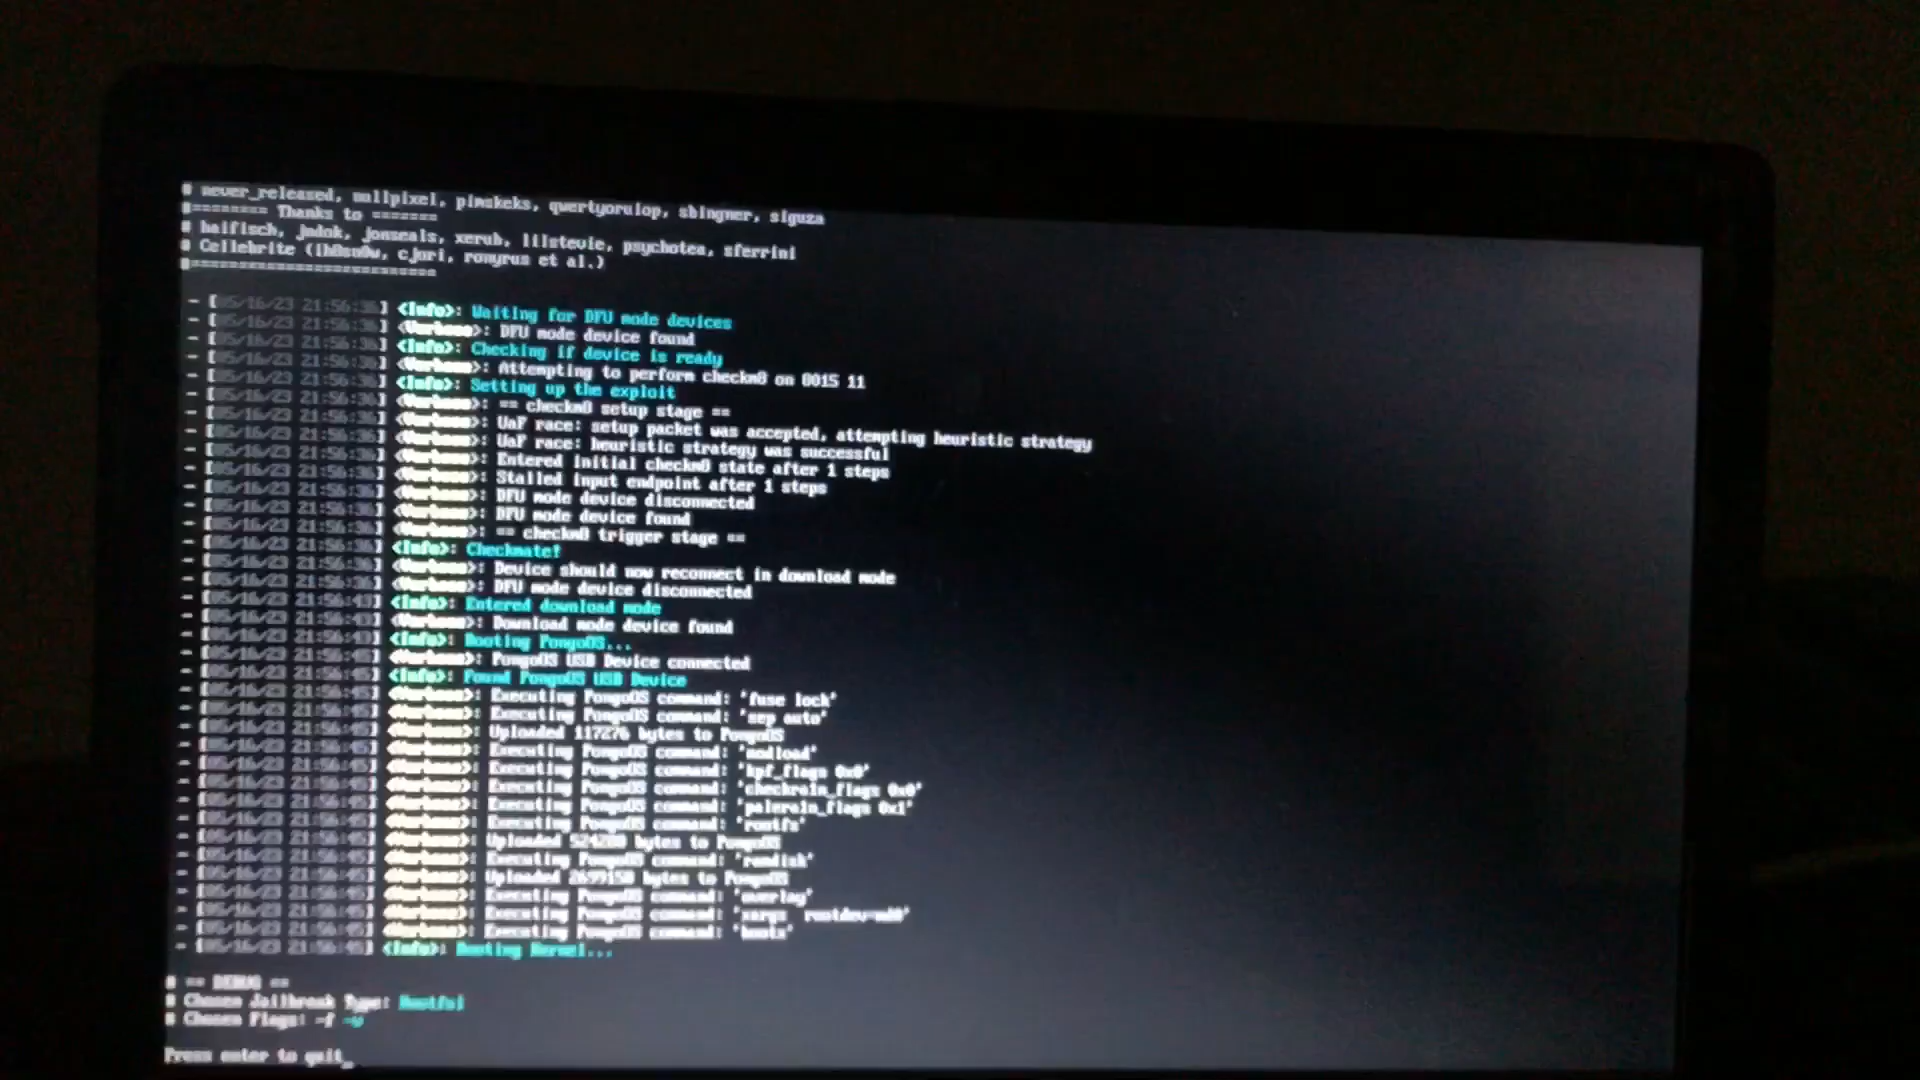 # never_released, nullpixel, pimskeks, qwertyoruiop, sbingner, siguza
#======== Thanks to =======
# haifisch, jndok, jonseals, xerub, lilstevie, psychotea, sferrini
# Cellebrite (ih8sn0w, cjori, ronyrus et al.)
#==========================
- [05/16/23 21:56:36] <Info>: Waiting for DFU mode devices
- [05/16/23 21:56:36] <Verbose>: DFU mode device found
- [05/16/23 21:56:36] <Info>: Checking if device is ready
- [05/16/23 21:56:36] <Verbose>: Attempting to perform checkm8 on 8015 11
- [05/16/23 21:56:36] <Info>: Setting up the exploit
- [05/16/23 21:56:36] <Verbose>: == checkm8 setup stage ==
- [05/16/23 21:56:36] <Verbose>: UaF race: setup packet was accepted, attempting heuristic strategy
- [05/16/23 21:56:36] <Verbose>: UaF race: heuristic strategy was successful
- [05/16/23 21:56:36] <Verbose>: Entered initial checkm8 state after 1 steps
- [05/16/23 21:56:36] <Verbose>: Stalled input endpoint after 1 steps
- [05/16/23 21:56:36] <Verbose>: DFU mode device disconnected
- [05/16/23 21:56:36] <Verbose>: DFU mode device found
- [05/16/23 21:56:36] <Verbose>: == checkm8 trigger stage ==
- [05/16/23 21:56:36] <Info>: Checkmate!
- [05/16/23 21:56:36] <Verbose>: Device should now reconnect in download mode
- [05/16/23 21:56:36] <Verbose>: DFU mode device disconnected
- [05/16/23 21:56:43] <Info>: Entered download mode
- [05/16/23 21:56:43] <Verbose>: Download mode device found
- [05/16/23 21:56:43] <Info>: Booting PongoOS...
- [05/16/23 21:56:45] <Verbose>: PongoOS USB Device connected
- [05/16/23 21:56:45] <Info>: Found PongoOS USB Device
- [05/16/23 21:56:45] <Verbose>: Executing PongoOS command: 'fuse lock'
- [05/16/23 21:56:45] <Verbose>: Executing PongoOS command: 'sep auto'
- [05/16/23 21:56:45] <Verbose>: Uploaded 117276 bytes to PongoOS
- [05/16/23 21:56:45] <Verbose>: Executing PongoOS command: 'modload'
- [05/16/23 21:56:45] <Verbose>: Executing PongoOS command: 'kpf_flags 0x0'
- [05/16/23 21:56:45] <Verbose>: Executing PongoOS command: 'checkra1n_flags 0x0'
- [05/16/23 21:56:45] <Verbose>: Executing PongoOS command: 'palera1n_flags 0x1'
- [05/16/23 21:56:45] <Verbose>: Executing PongoOS command: 'rootfs'
- [05/16/23 21:56:45] <Verbose>: Uploaded 524288 bytes to PongoOS
- [05/16/23 21:56:45] <Verbose>: Executing PongoOS command: 'ramdisk'
- [05/16/23 21:56:45] <Verbose>: Uploaded bytes to PongoOS
- [05/16/23 21:56:45] <Verbose>: Executing PongoOS command: 'overlay'
- [05/16/23 21:56:45] <Verbose>: Executing PongoOS command: 'xargs rootdev=md0'
- [05/16/23 21:56:45] <Verbose>: Executing PongoOS command: 'bootx'
- [05/16/23 21:56:45] <Info>: Booting Kernel...
# == DEBUG ==
# Chosen Jailbreak Type: Rootful
# Chosen Flags: -f -v
Press enter to quit_